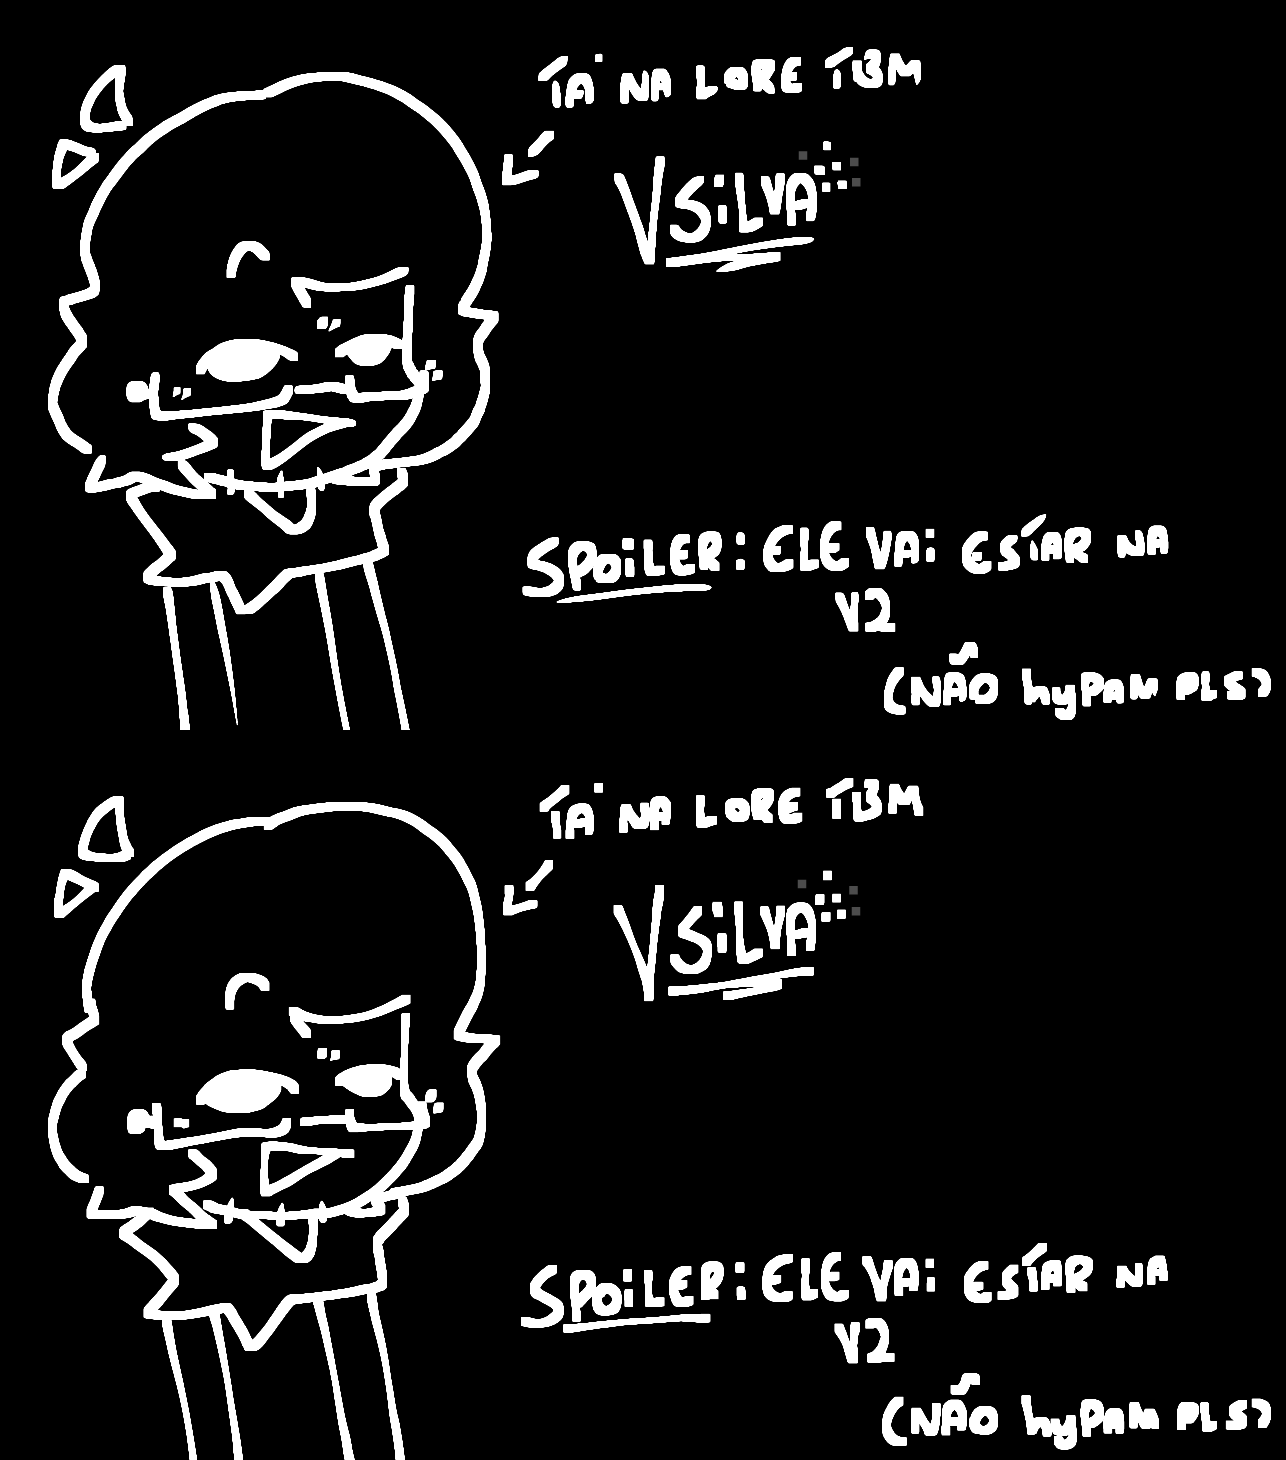 TÁ NA LORE TBM
VSiLVA
SPOiLER: ELE VAi ESTAR NA
V2
(NÃO hyPAM PLS)
TÁ NA LORE TBM
VSiLVA
SPOiLER: ELE VAi ESTAR NA
V2
(NÃO hyPAM PLS)